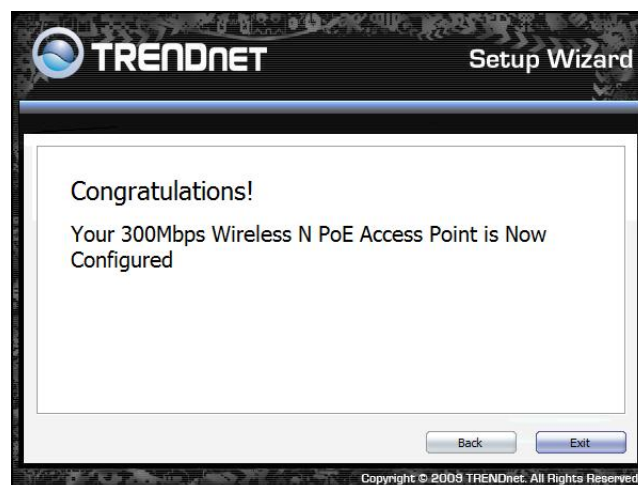 TRENDNET
Setup Wizard
Congratulations!
Your 300Mbps Wireless N PoE Access Point is Now
Configured
Back
Exit
Copyright © 2009 TRENDnet. All Rights Reserved